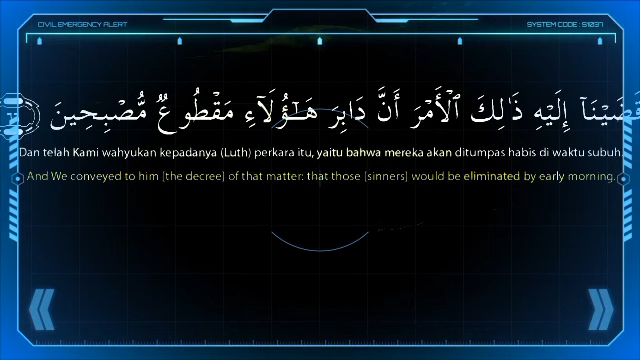 CIVIL EMERGENCY ALERT
SYSTEM CODE : S1037
قَضَيْنَآ إِلَيْهِ ذَٰلِكَ ٱلْأَمْرَ أَنَّ دَابِرَ هَـٰٓؤُلَآءِ مَقْطُوعٌ مُّصْبِحِينَ
Dan telah Kami wahyukan kepadanya (Luth) perkara itu, yaitu bahwa mereka akan ditumpas habis di waktu subuh.
And We conveyed to him [the decree] of that matter: that those [sinners] would be eliminated by early morning.